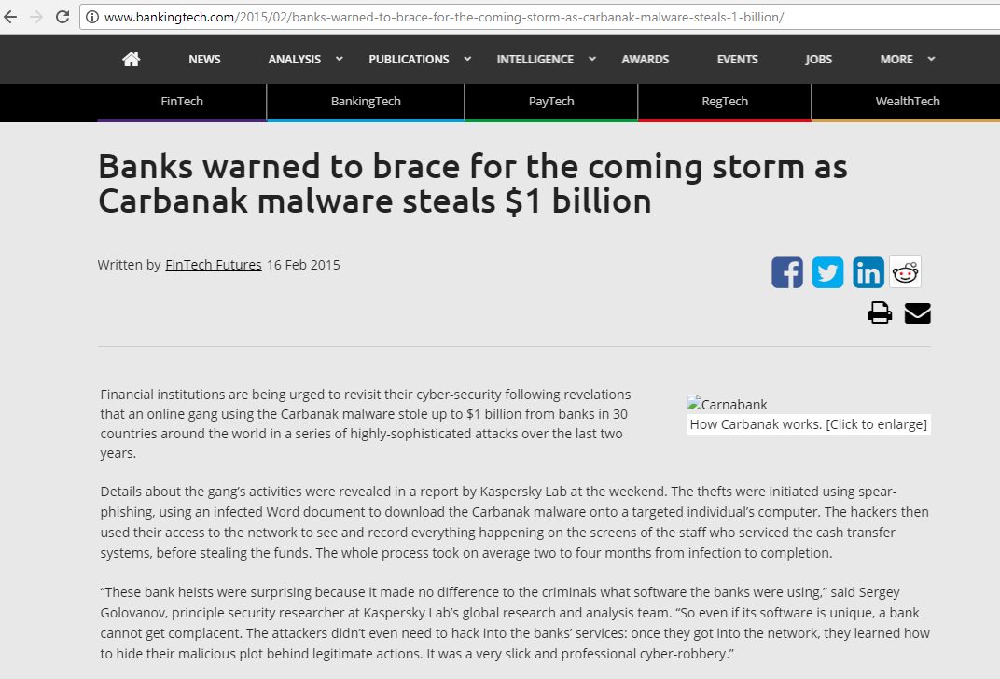 www.bankingtech.com/2015/02/banks-warned-to-brace-for-the-coming-storm-as-carbanak-malware-steals-1-billion/
NEWS ANALYSIS PUBLICATIONS INTELLIGENCE AWARDS EVENTS JOBS MORE
FinTech BankingTech PayTech RegTech WealthTech
Banks warned to brace for the coming storm as
Carbanak malware steals $1 billion
Written by FinTech Futures 16 Feb 2015
Financial institutions are being urged to revisit their cyber-security following revelations
that an online gang using the Carbanak malware stole up to $1 billion from banks in 30
countries around the world in a series of highly-sophisticated attacks over the last two
years.
Carnabank
How Carbanak works. [Click to enlarge]
Details about the gang’s activities were revealed in a report by Kaspersky Lab at the weekend. The thefts were initiated using spear-
phishing, using an infected Word document to download the Carbanak malware onto a targeted individual’s computer. The hackers then
used their access to the network to see and record everything happening on the screens of the staff who serviced the cash transfer
systems, before stealing the funds. The whole process took on average two to four months from infection to completion.
“These bank heists were surprising because it made no difference to the criminals what software the banks were using,” said Sergey
Golovanov, principle security researcher at Kaspersky Lab’s global research and analysis team. “So even if its software is unique, a bank
cannot get complacent. The attackers didn’t even need to hack into the banks’ services: once they got into the network, they learned how
to hide their malicious plot behind legitimate actions. It was a very slick and professional cyber-robbery.”